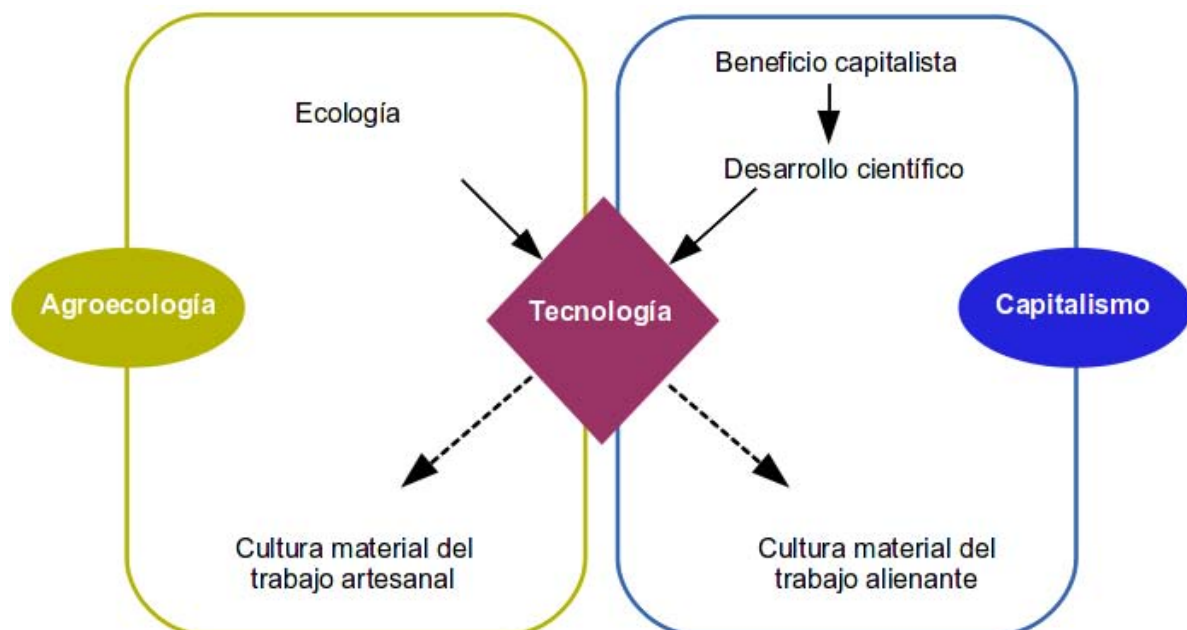 Beneficio capitalista
Ecología
Desarrollo científico
Agroecología
Tecnología
Capitalismo
Cultura material del
trabajo artesanal
Cultura material del
trabajo alienante